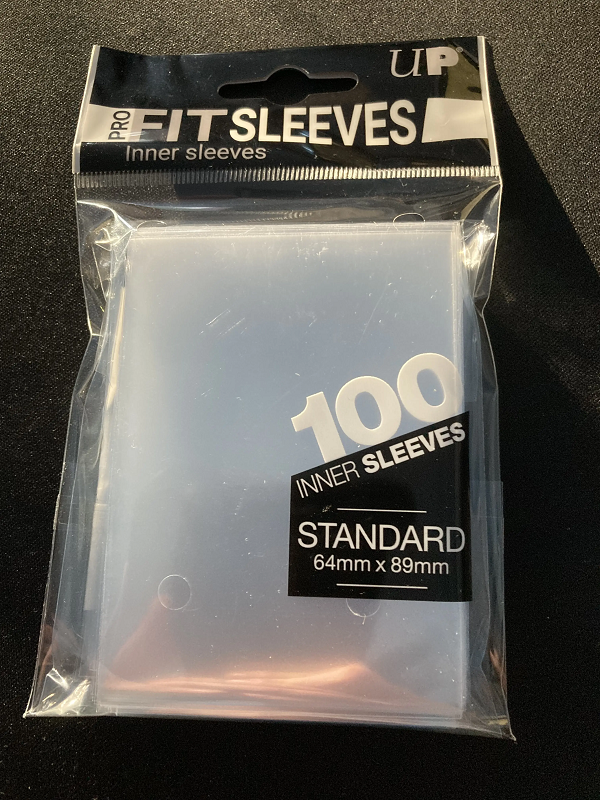 UP®
PRO FIT SLEEVES
Inner sleeves
100
INNER SLEEVES
STANDARD
64mm x 89mm